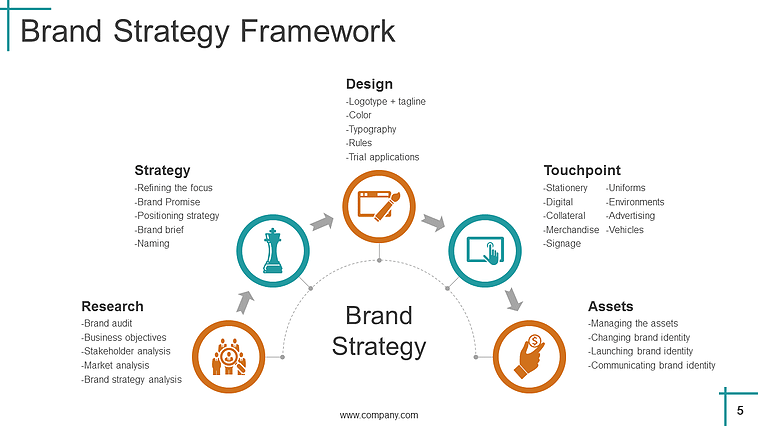 Brand Strategy Framework
Design
-Logotype + tagline
-Color
-Typography
-Rules
-Trial applications
Strategy
-Refining the focus
-Brand Promise
-Positioning strategy
-Brand brief
-Naming
Touchpoint
-Stationery -Uniforms
-Digital -Environments
-Collateral -Advertising
-Merchandise -Vehicles
-Signage
Research
-Brand audit
-Business objectives
-Stakeholder analysis
-Market analysis
-Brand strategy analysis
Brand
Strategy
Assets
-Managing the assets
-Changing brand identity
-Launching brand identity
-Communicating brand identity
$
www.company.com
5